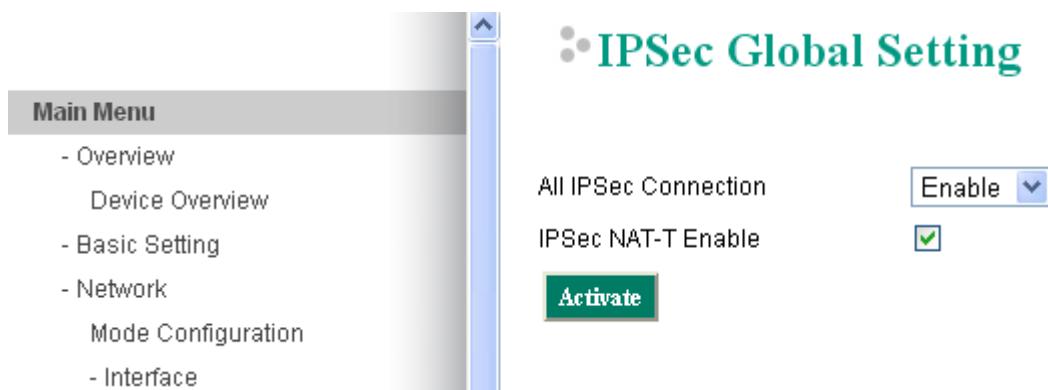 IPSec Global Setting
Main Menu
- Overview
Device Overview
- Basic Setting
- Network
Mode Configuration
- Interface
All IPSec Connection Enable
IPSec NAT-T Enable
Activate